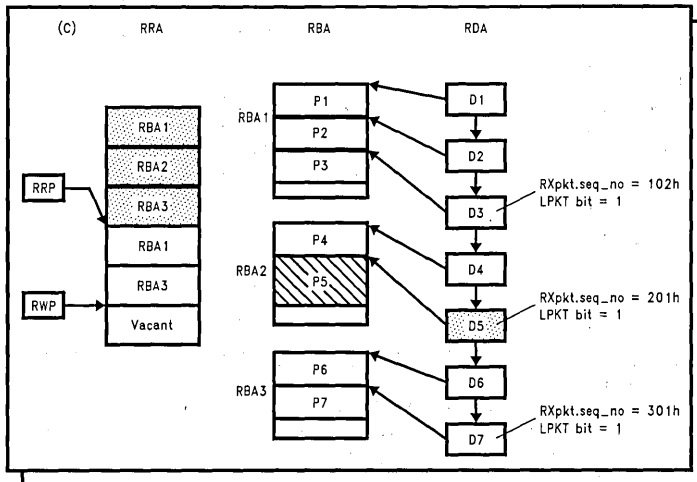 (C) RRA RBA RDA
RBA1
RBA2
RBA3
RBA1
RBA3
Vacant
RRP
RWP
RBA1
P1
P2
P3
RBA2
P4
P5
RBA3
P6
P7
D1
D2
D3
D4
D5
D6
D7
RXpkt.seq_no = 102h
LPKT bit = 1
RXpkt.seq_no = 201h
LPKT bit = 1
RXpkt.seq_no = 301h
LPKT bit = 1